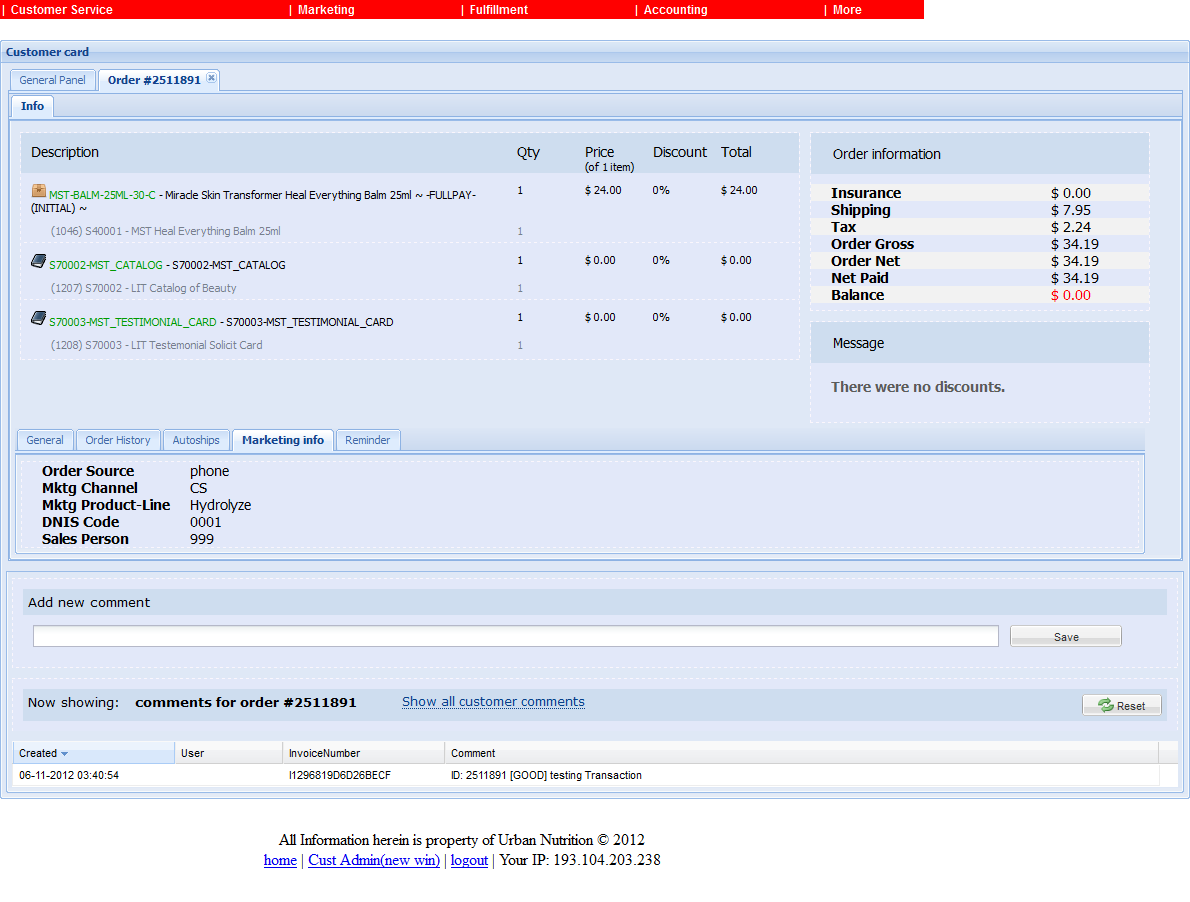 | Customer Service | Marketing | Fulfillment | Accounting | More
Customer card
General Panel Order #2511891
Info
Description Qty Price Discount Total
(of 1 item)
MST-BALM-25ML-30-C - Miracle Skin Transformer Heal Everything Balm 25ml ~ -FULLPAY- 1 $ 24.00 0% $ 24.00
(INITIAL) ~
(1046) S40001 - MST Heal Everything Balm 25ml 1
S70002-MST_CATALOG - S70002-MST_CATALOG 1 $ 0.00 0% $ 0.00
(1207) S70002 - LIT Catalog of Beauty 1
S70003-MST_TESTIMONIAL_CARD - S70003-MST_TESTIMONIAL_CARD 1 $ 0.00 0% $ 0.00
(1208) S70003 - LIT Testemonial Solicit Card 1
Order information
Insurance $ 0.00
Shipping $ 7.95
Tax $ 2.24
Order Gross $ 34.19
Order Net $ 34.19
Net Paid $ 34.19
Balance $ 0.00
Message
There were no discounts.
General Order History Autoships Marketing info Reminder
Order Source phone
Mktg Channel CS
Mktg Product-Line Hydrolyze
DNIS Code 0001
Sales Person 999
Add new comment
Save
Now showing: comments for order #2511891 Show all customer comments Reset
Created User InvoiceNumber Comment
06-11-2012 03:40:54 I1296819D6D26BECF ID: 2511891 [GOOD] testing Transaction
All Information herein is property of Urban Nutrition © 2012
home | Cust Admin(new win) | logout | Your IP: 193.104.203.238